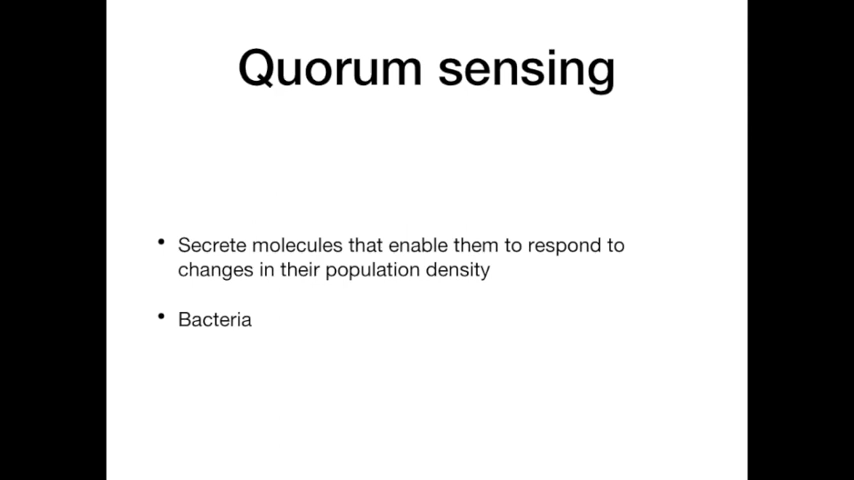 Quorum sensing
• Secrete molecules that enable them to respond to
changes in their population density
• Bacteria